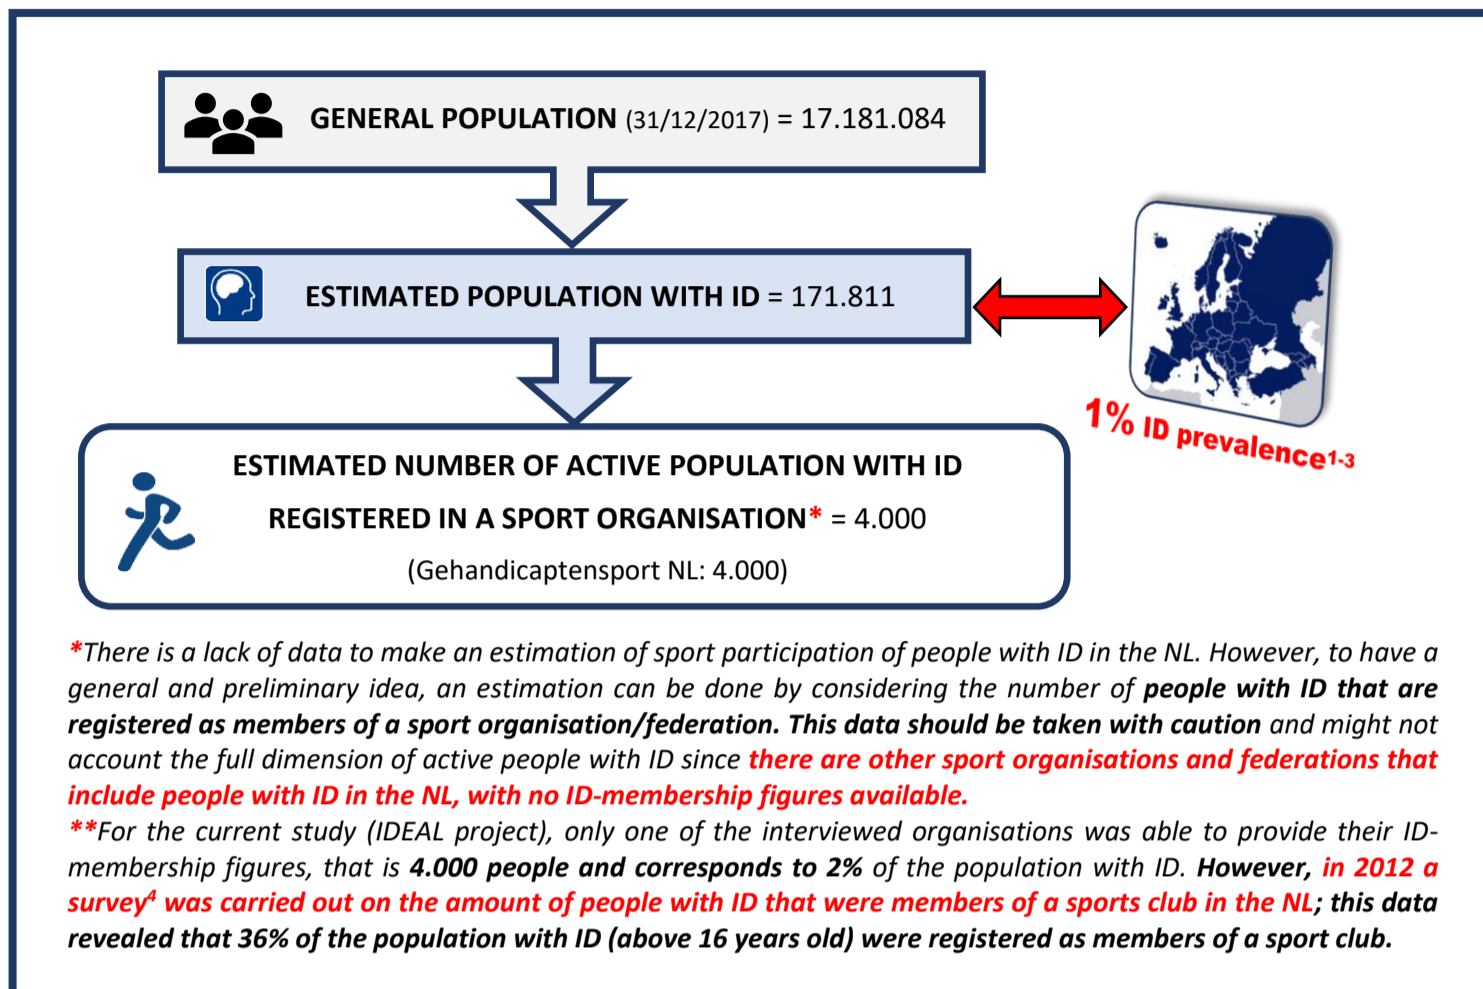 GENERAL POPULATION (31/12/2017) = 17.181.084
ESTIMATED POPULATION WITH ID = 171.811
1% ID prevalence¹⁻³
ESTIMATED NUMBER OF ACTIVE POPULATION WITH ID
REGISTERED IN A SPORT ORGANISATION* = 4.000
(Gehandicaptensport NL: 4.000)
*There is a lack of data to make an estimation of sport participation of people with ID in the NL. However, to have a
general and preliminary idea, an estimation can be done by considering the number of people with ID that are
registered as members of a sport organisation/federation. This data should be taken with caution and might not
account the full dimension of active people with ID since there are other sport organisations and federations that
include people with ID in the NL, with no ID-membership figures available.
**For the current study (IDEAL project), only one of the interviewed organisations was able to provide their ID-
membership figures, that is 4.000 people and corresponds to 2% of the population with ID. However, in 2012 a
survey⁴ was carried out on the amount of people with ID that were members of a sports club in the NL; this data
revealed that 36% of the population with ID (above 16 years old) were registered as members of a sport club.